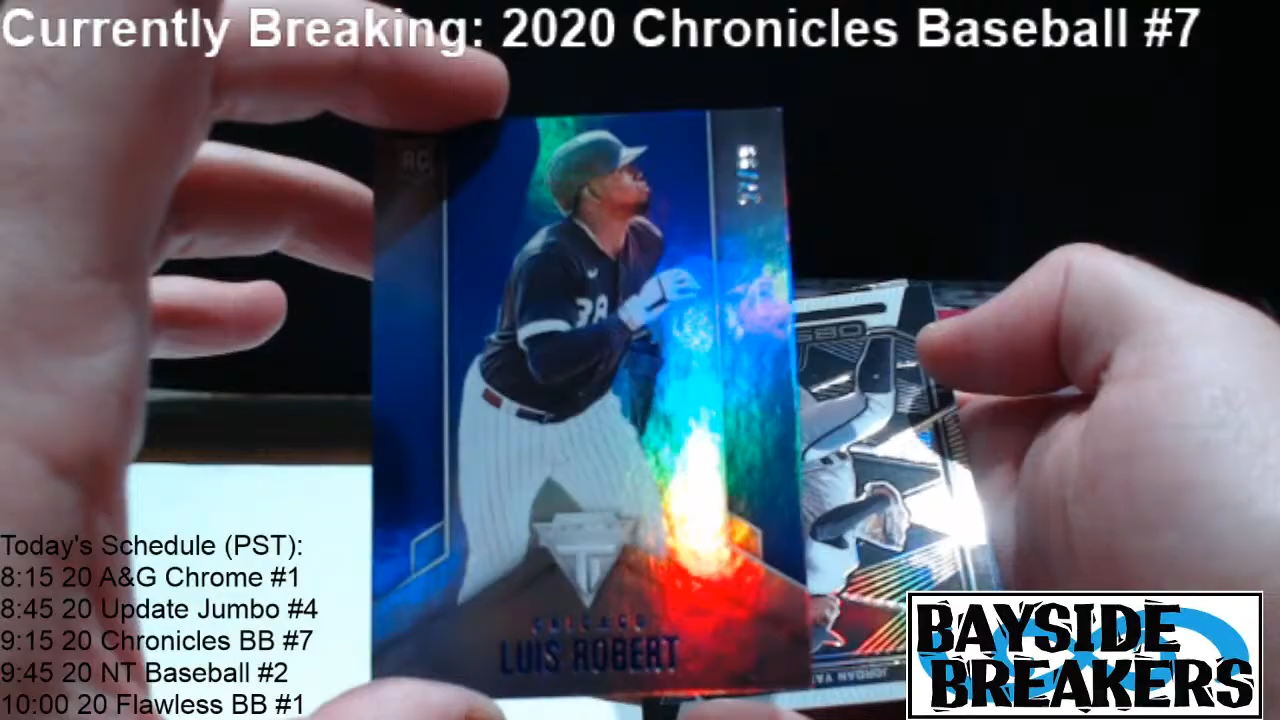 Currently Breaking: 2020 Chronicles Baseball #7
RC
CHICAGO
LUIS ROBERT
Today's Schedule (PST):
8:15 20 A&G Chrome #1
8:45 20 Update Jumbo #4
9:15 20 Chronicles BB #7
9:45 20 NT Baseball #2
10:00 20 Flawless BB #1
JORDAN YA
BAYSIDE
BREAKERS